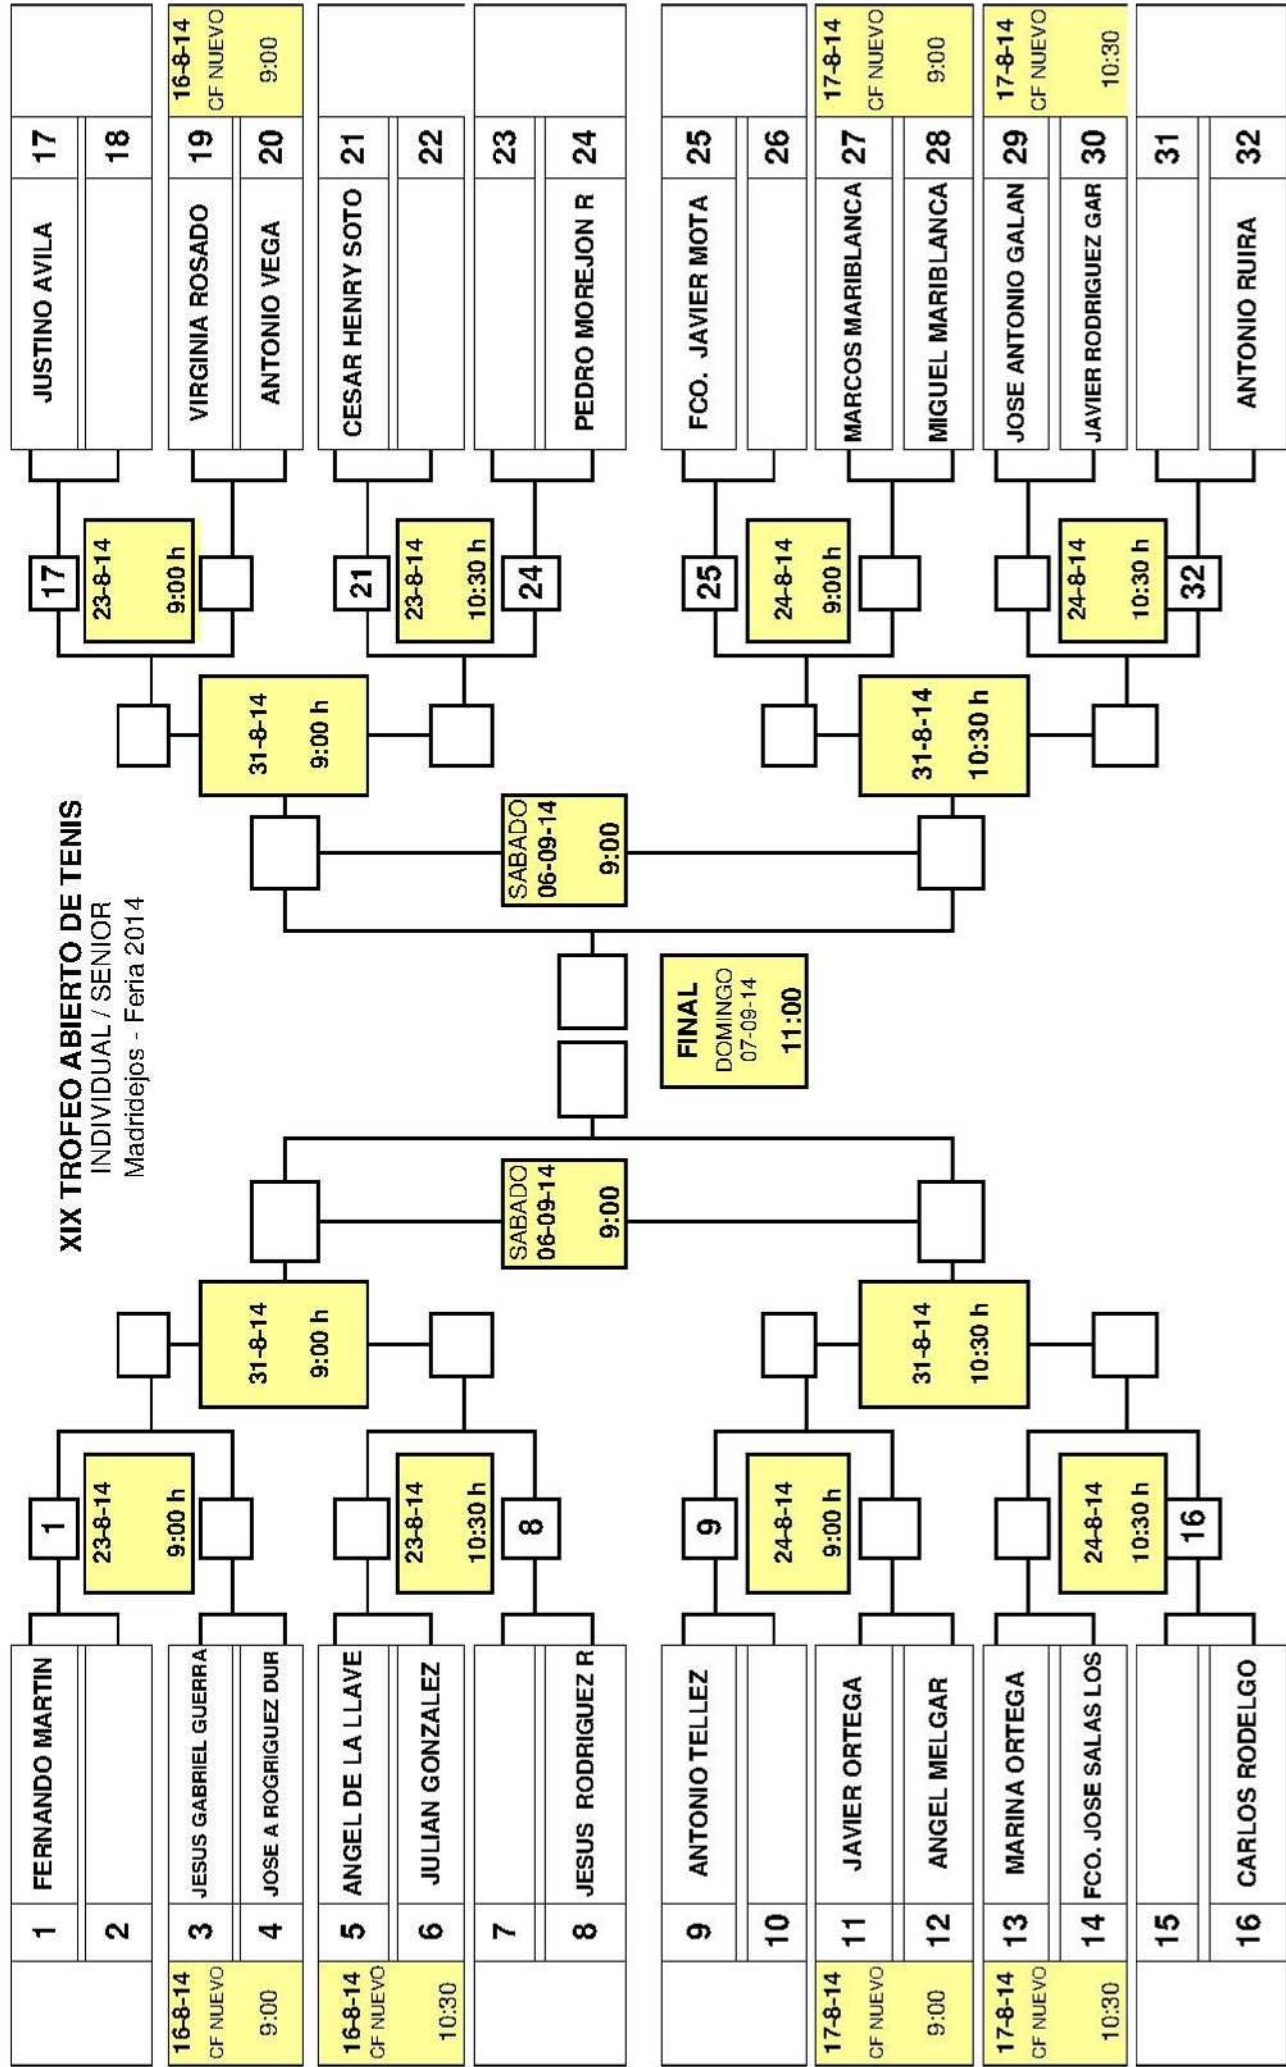 XIX TROFEO ABIERTO DE TENIS
INDIVIDUAL / SENIOR
Madridejos - Feria 2014
1
FERNANDO MARTIN
2
16-8-14
CF NUEVO
9:00
3
JESUS GABRIEL GUERRA
4
JOSE A ROGRIGUEZ DUR
16-8-14
CF NUEVO
10:30
5
ANGEL DE LA LLAVE
6
JULIAN GONZALEZ
7
8
JESUS RODRIGUEZ R
9
ANTONIO TELLEZ
10
17-8-14
CF NUEVO
9:00
11
JAVIER ORTEGA
12
ANGEL MELGAR
17-8-14
CF NUEVO
10:30
13
MARINA ORTEGA
14
FCO. JOSE SALAS LOS
15
16
CARLOS RODELGO
1
23-8-14
9:00 h
23-8-14
10:30 h
8
9
24-8-14
9:00 h
24-8-14
10:30 h
16
31-8-14
9:00 h
31-8-14
10:30 h
SABADO
06-09-14
9:00
FINAL
DOMINGO
07-09-14
11:00
SABADO
06-09-14
9:00
31-8-14
9:00 h
31-8-14
10:30 h
17
23-8-14
9:00 h
21
23-8-14
10:30 h
24
25
24-8-14
9:00 h
24-8-14
10:30 h
32
JUSTINO AVILA
17
18
VIRGINIA ROSADO
19
ANTONIO VEGA
20
16-8-14
CF NUEVO
9:00
CESAR HENRY SOTO
21
22
23
PEDRO MOREJON R
24
FCO. JAVIER MOTA
25
26
MARCOS MARIBLANCA
27
MIGUEL MARIBLANCA
28
17-8-14
CF NUEVO
9:00
JOSE ANTONIO GALAN
29
JAVIER RODRIGUEZ GAR
30
17-8-14
CF NUEVO
10:30
31
ANTONIO RUIRA
32